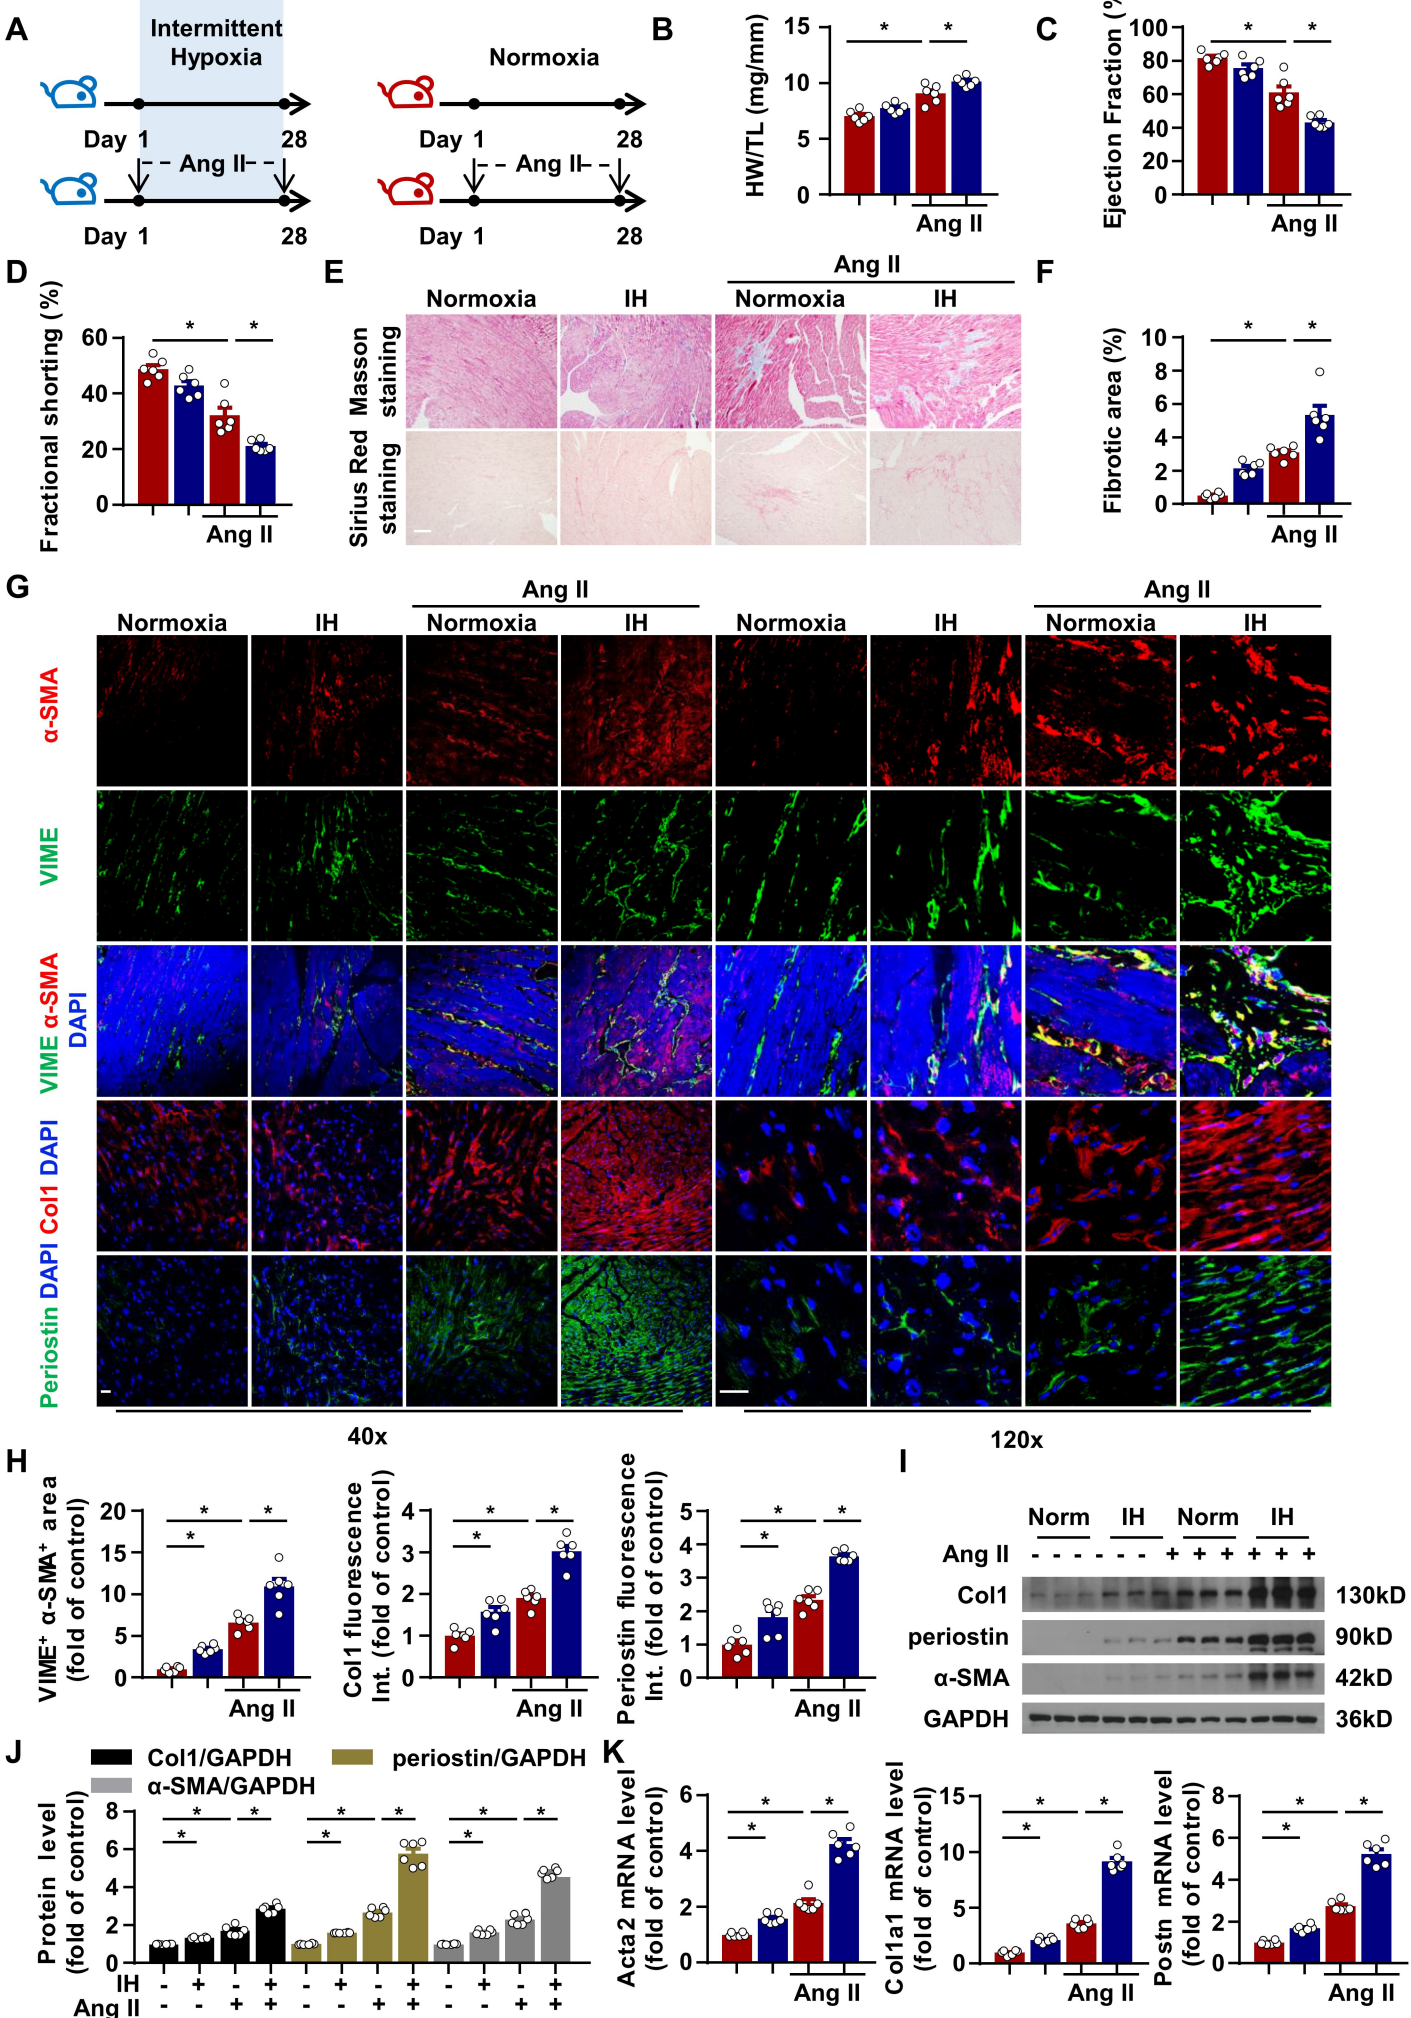 A
Intermittent
Hypoxia
Normoxia
Day 1 28
Day 1 28
Ang II
Ang II
Day 1 28
Day 1 28
B
HW/TL (mg/mm)
15
10
5
0
* *
Ang II
C
Ejection Fraction (%
100
80
60
40
20
0
* *
Ang II
D
Fractional shorting (%)
60
40
20
0
* *
Ang II
E
Ang II
Normoxia IH Normoxia IH
Masson
staining
Sirius Red
staining
F
Fibrotic area (%)
10
8
6
4
2
0
* *
Ang II
G
Ang II Ang II
Normoxia IH Normoxia IH Normoxia IH Normoxia IH
α-SMA
VIME
VIME α-SMA
DAPI
Col1 DAPI
Periostin DAPI
40x 120x
H
VIME⁺ α-SMA⁺ area
(fold of control)
20
15
10
5
0
* * *
Ang II
Col1 fluorescence
Int. (fold of control)
4
3
2
1
0
* * *
Ang II
Periostin fluorescence
Int. (fold of control)
5
4
3
2
1
0
* * *
Ang II
I
Norm IH Norm IH
Ang II - - - - - - + + + + + +
Col1 130kD
periostin 90kD
α-SMA 42kD
GAPDH 36kD
J
Col1/GAPDH periostin/GAPDH
α-SMA/GAPDH
Protein level
(fold of control)
8
6
4
2
0
* * * * * * * * *
IH - + - + - + - + - + - +
Ang II - - + + - - + + - - + +
K
Acta2 mRNA level
(fold of control)
6
4
2
0
* * *
Ang II
Col1a1 mRNA level
(fold of control)
15
10
5
0
* * *
Ang II
Postn mRNA level
(fold of control)
8
6
4
2
0
* * *
Ang II